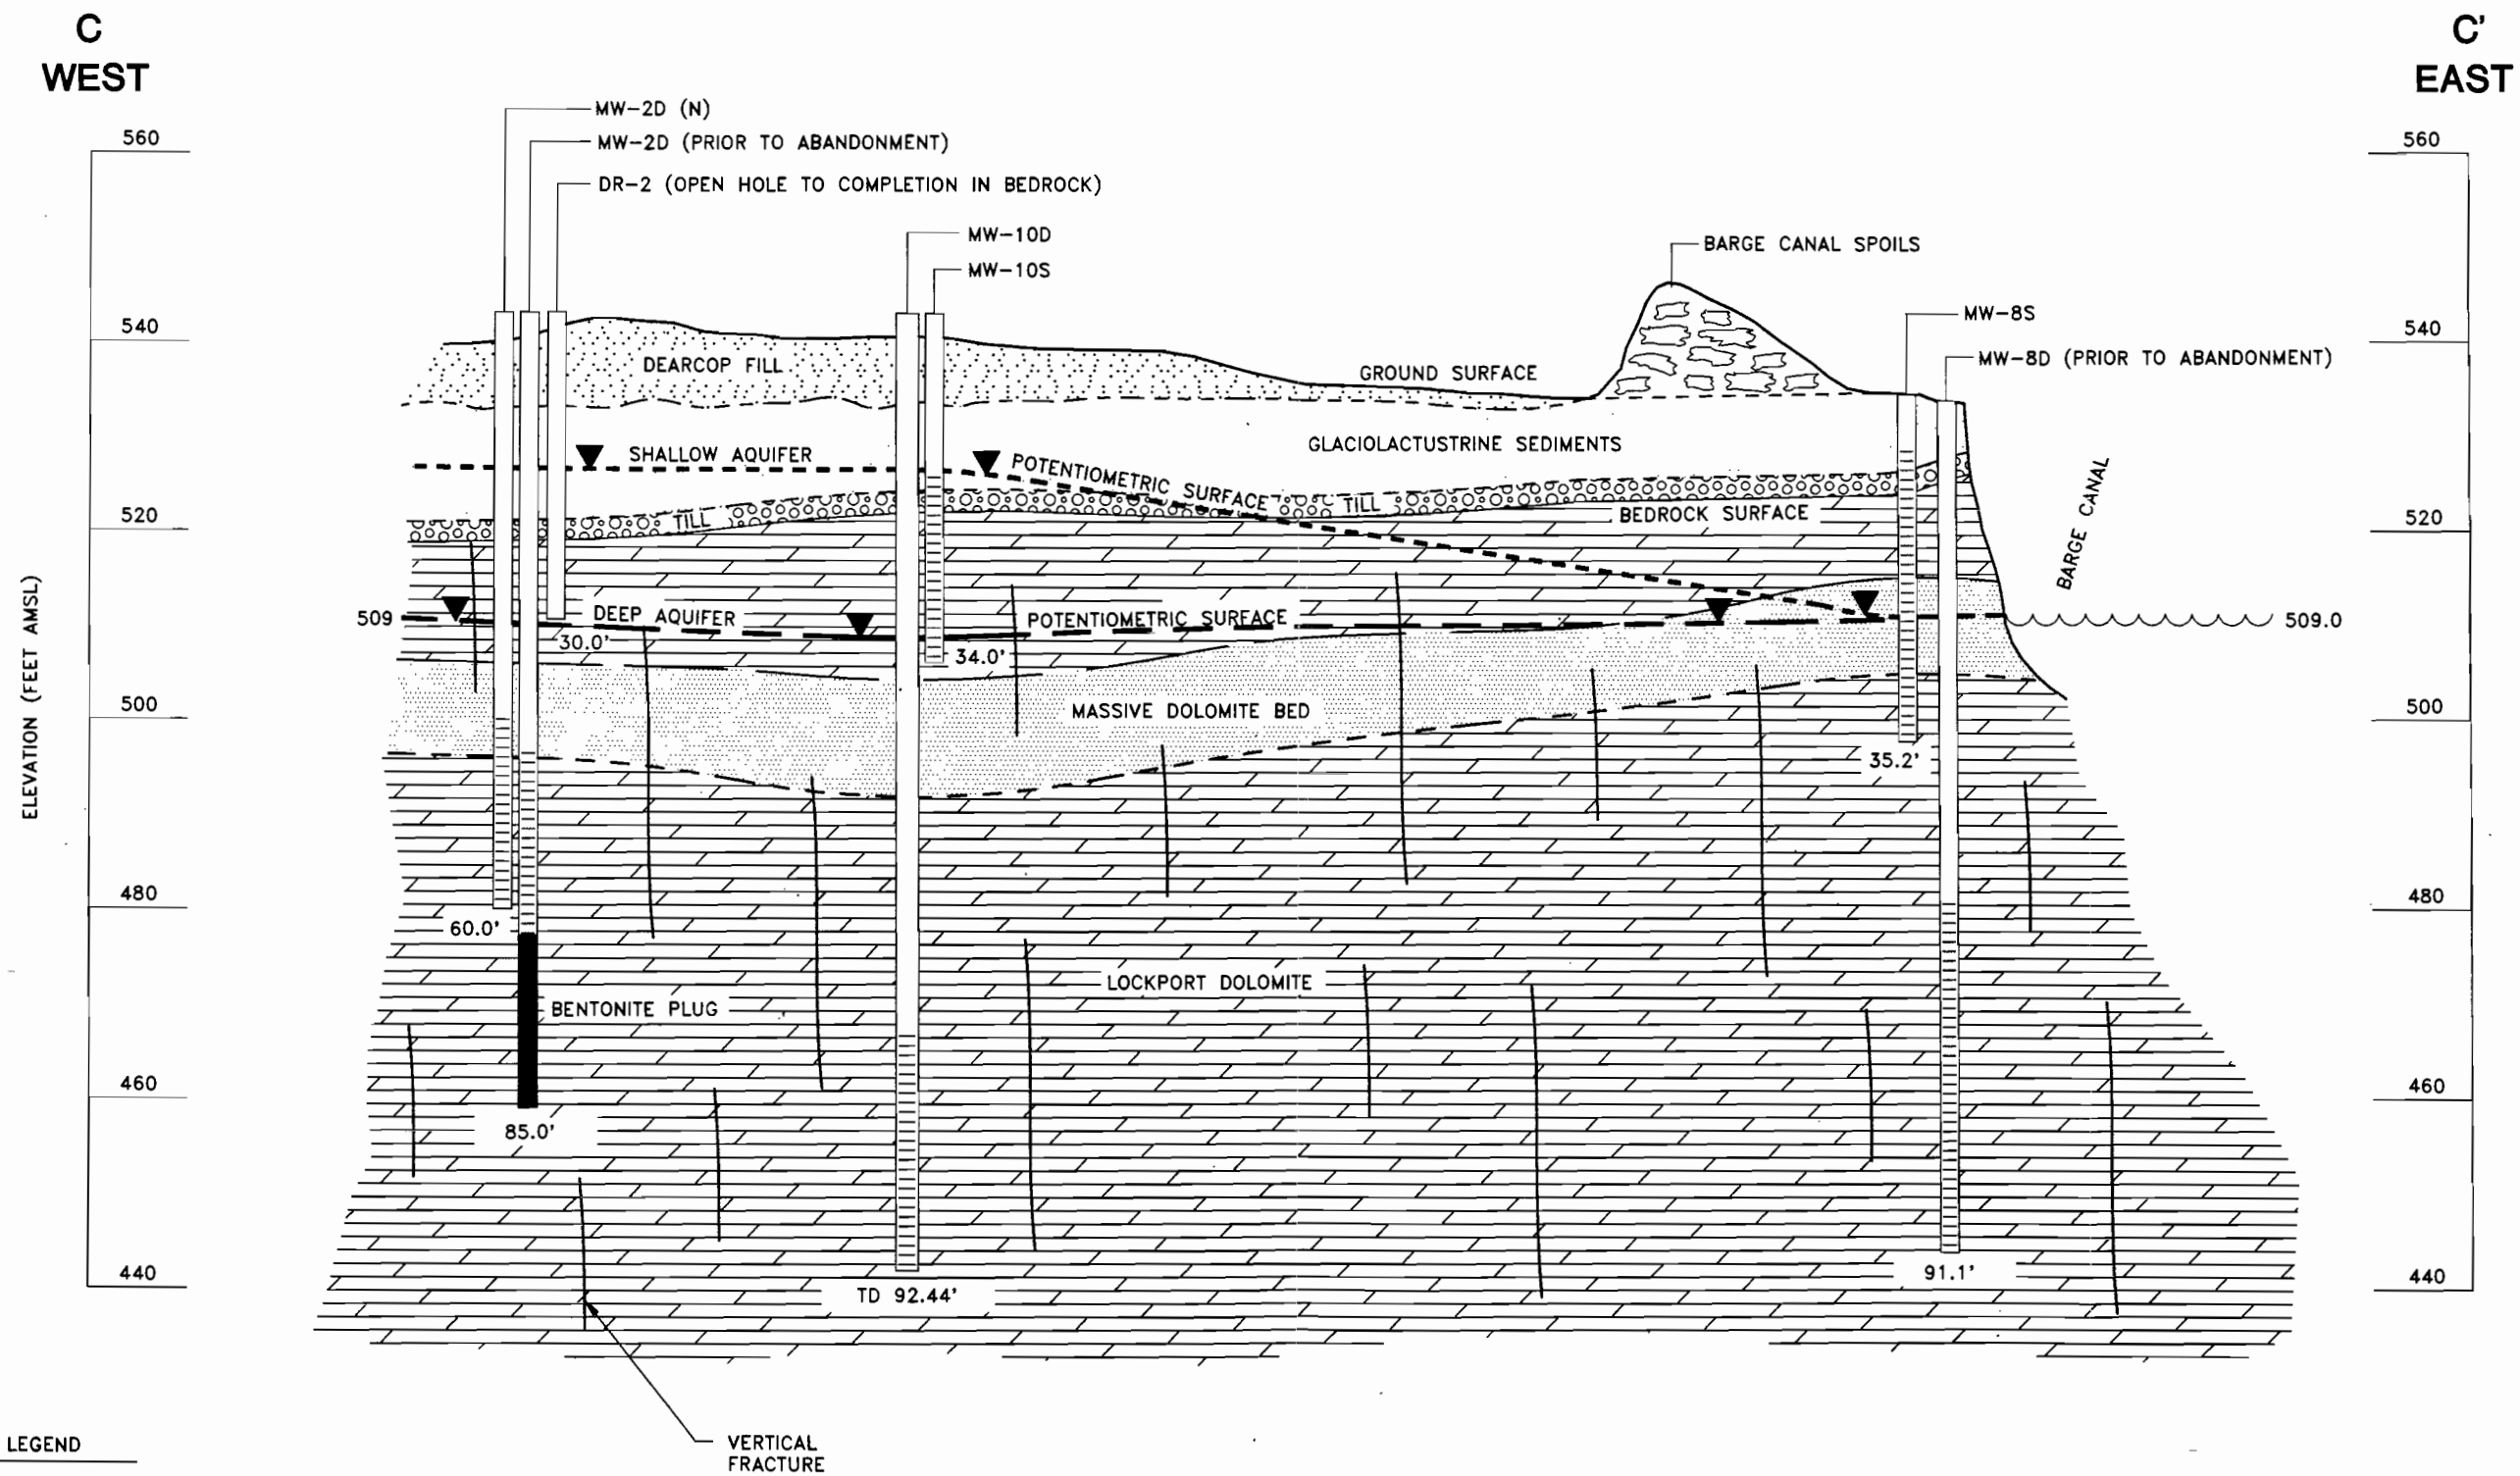 C
WEST
C'
EAST
MW-2D (N)
MW-2D (PRIOR TO ABANDONMENT)
DR-2 (OPEN HOLE TO COMPLETION IN BEDROCK)
MW-10D
MW-10S
BARGE CANAL SPOILS
MW-8S
MW-8D (PRIOR TO ABANDONMENT)
560
560
540
540
DEARCOP FILL
GROUND SURFACE
GLACIOLACTUSTRINE SEDIMENTS
SHALLOW AQUIFER
POTENTIOMETRIC SURFACE
TILL
TILL
BEDROCK SURFACE
520
520
BARGE CANAL
ELEVATION (FEET AMSL)
509
DEEP AQUIFER
POTENTIOMETRIC SURFACE
509.0
30.0'
34.0'
500
MASSIVE DOLOMITE BED
500
35.2'
480
480
60.0'
LOCKPORT DOLOMITE
BENTONITE PLUG
460
460
85.0'
440
440
91.1'
TD 92.44'
LEGEND
VERTICAL
FRACTURE